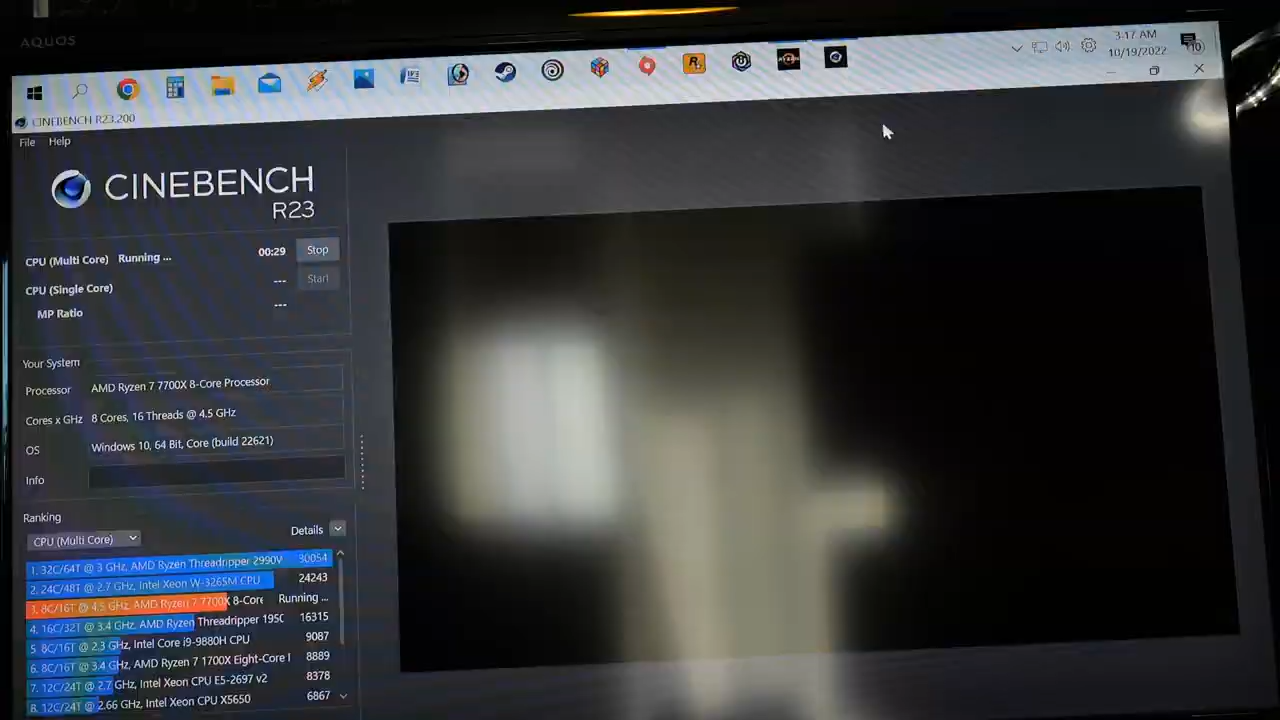 AQUOS
3:17 AM
10/19/2022
10
CINEBENCH R23.200
File Help
CINEBENCH
R23
CPU (Multi Core) Running ... 00:29 Stop
CPU (Single Core) --- Start
MP Ratio ---
Your System
Processor AMD Ryzen 7 7700X 8-Core Processor
Cores x GHz 8 Cores, 16 Threads @ 4.5 GHz
OS Windows 10, 64 Bit, Core (build 22621)
Info
Ranking
CPU (Multi Core) Details
1. 32C/64T @ 3 GHz, AMD Ryzen Threadripper 2990V 30054
2. 24C/48T @ 2.7 GHz, Intel Xeon W-3265M CPU 24243
3. 8C/16T @ 4.5 GHz, AMD Ryzen 7 7700X 8-Core Running ...
4. 16C/32T @ 3.4 GHz, AMD Ryzen Threadripper 195C 16315
5. 8C/16T @ 2.3 GHz, Intel Core i9-9880H CPU 9087
6. 8C/16T @ 3.4 GHz, AMD Ryzen 7 1700X Eight-Core I 8889
7. 12C/24T @ 2.7 GHz, Intel Xeon CPU E5-2697 v2 8378
8. 12C/24T @ 2.66 GHz, Intel Xeon CPU X5650 6867